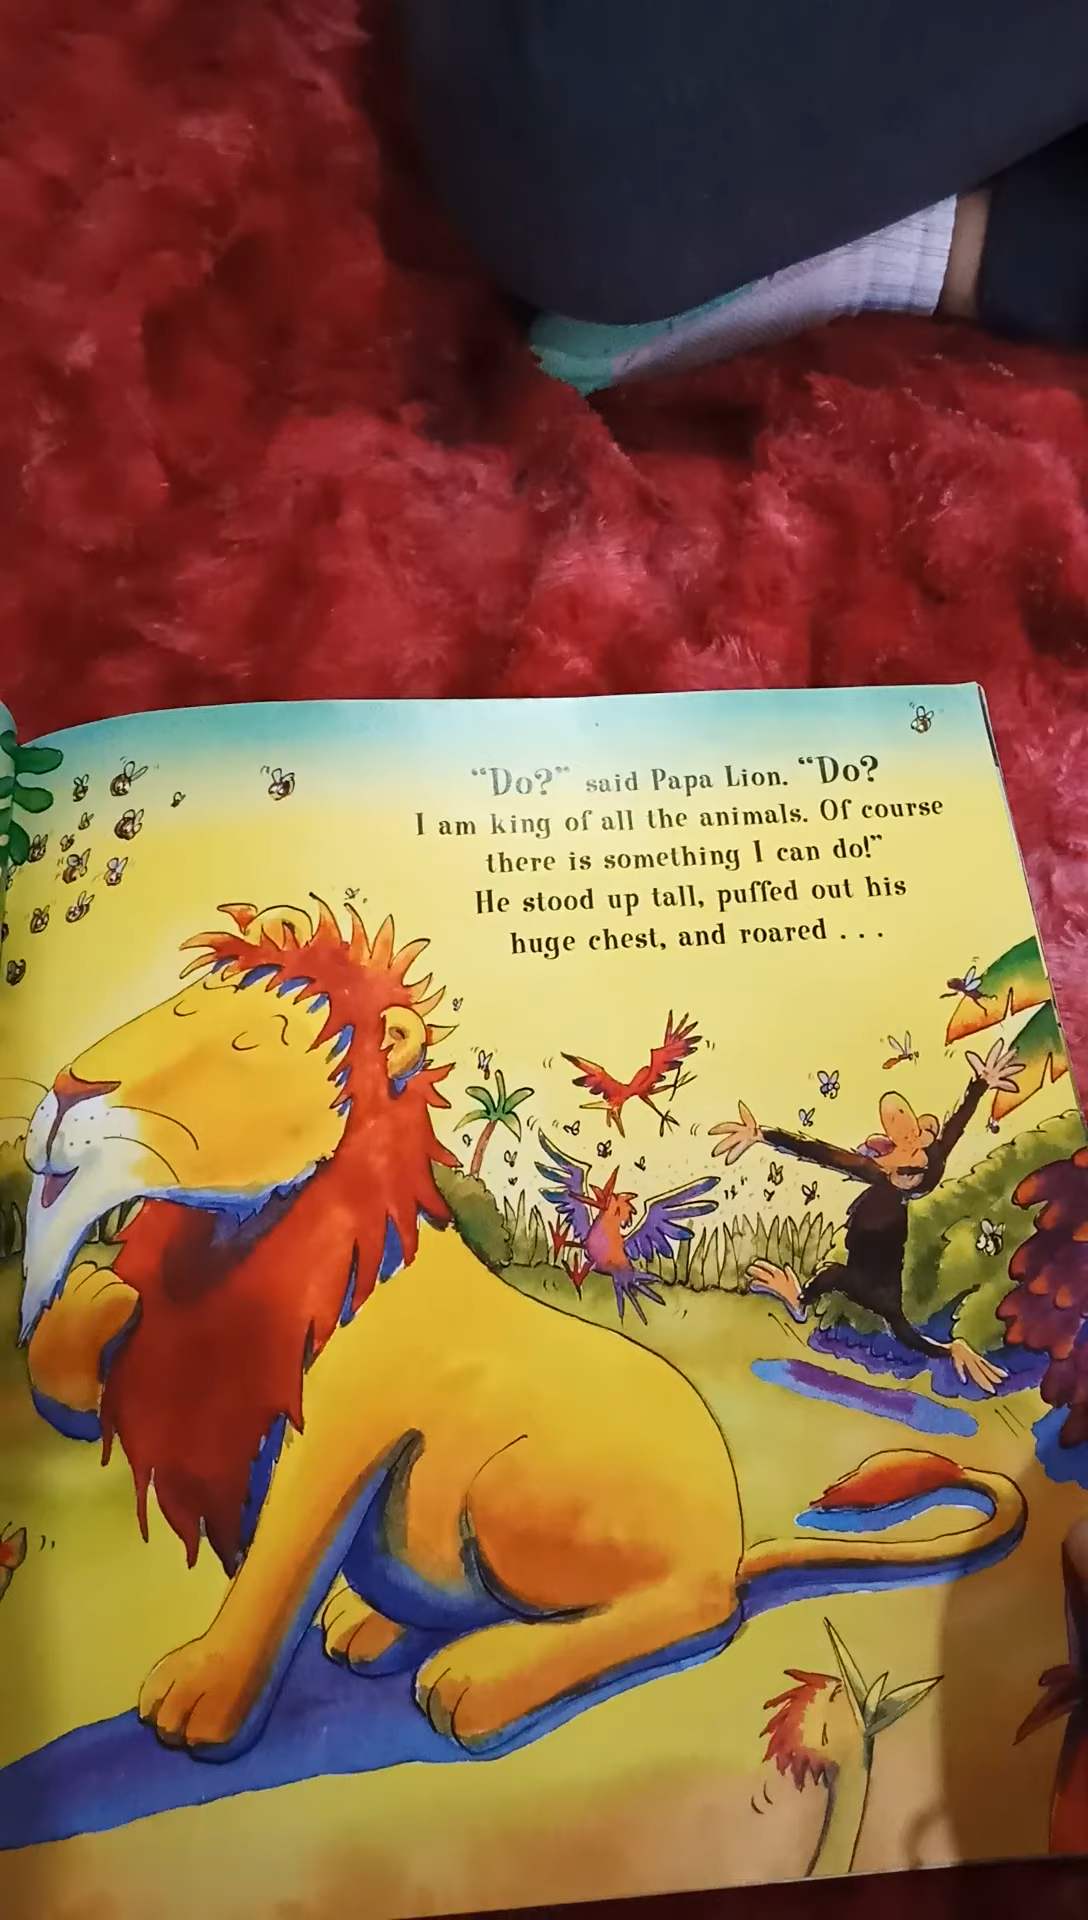 “Do?” said Papa Lion. “Do?
I am king of all the animals. Of course
there is something I can do!”
He stood up tall, puffed out his
huge chest, and roared . . .